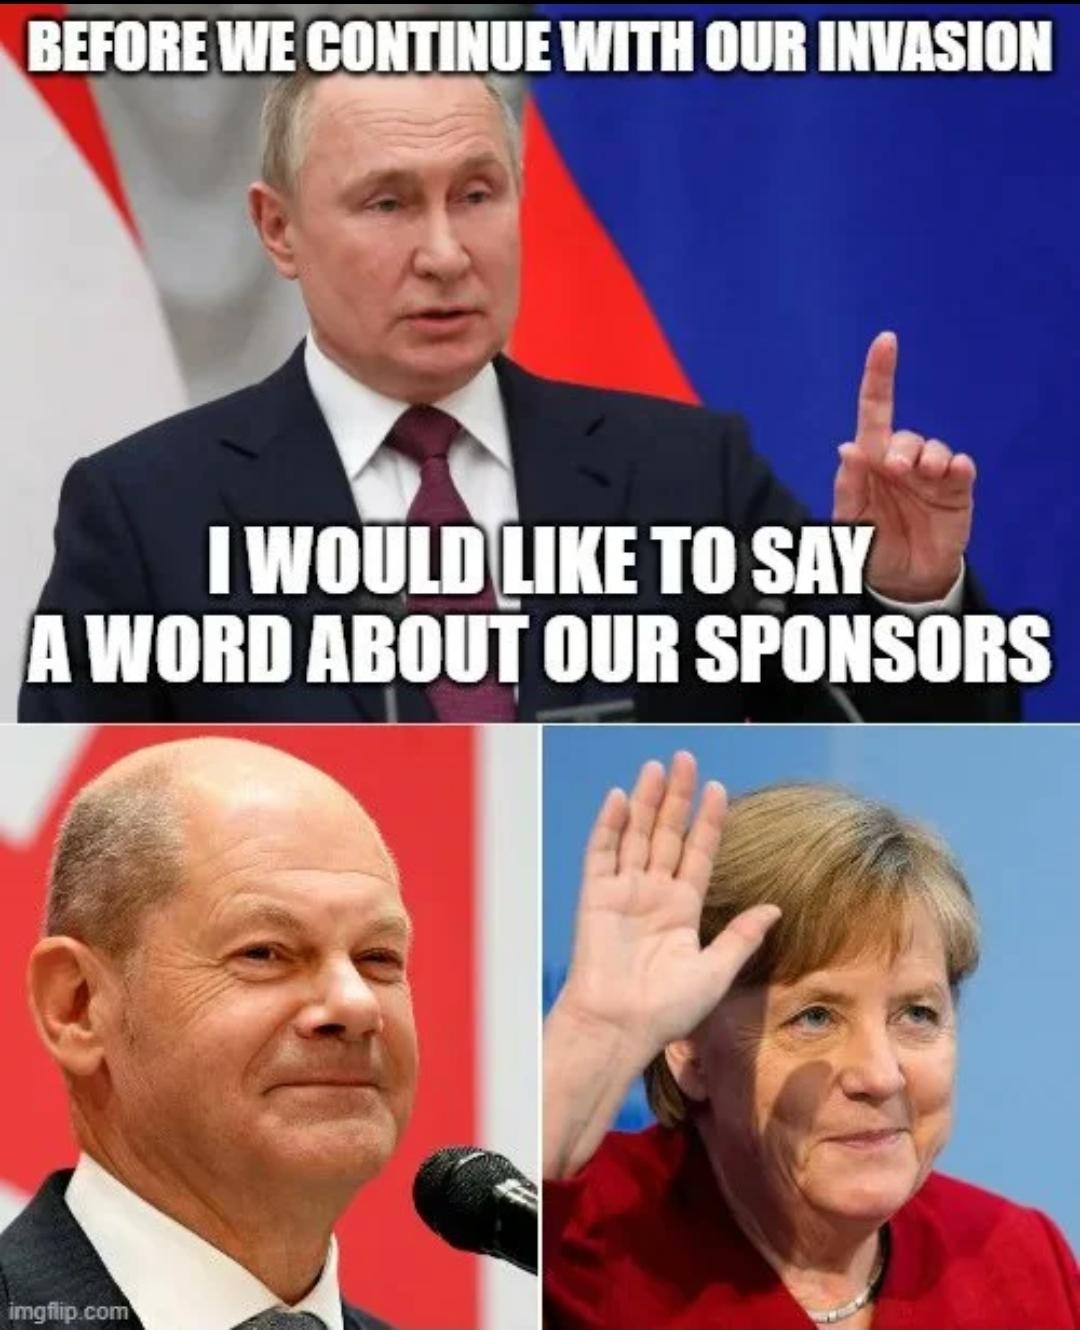 BEFORE WE CONTINUE WITH OUR INVASION
I WOULD LIKE TO SAY
A WORD ABOUT OUR SPONSORS
imgflip.com